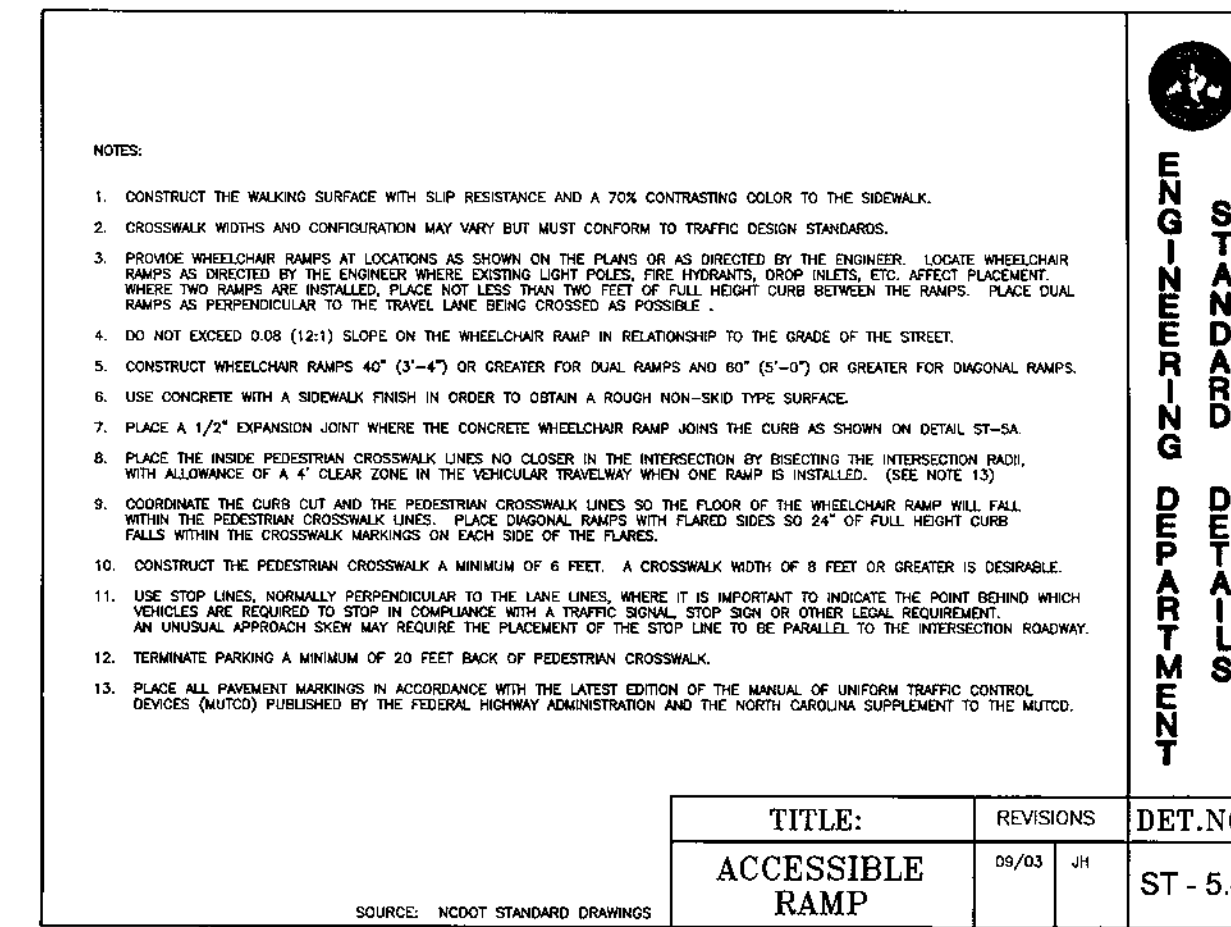 NOTES:
1. CONSTRUCT THE WALKING SURFACE WITH SLIP RESISTANCE AND A 70% CONTRASTING COLOR TO THE SIDEWALK.
2. CROSSWALK WIDTHS AND CONFIGURATION MAY VARY BUT MUST CONFORM TO TRAFFIC DESIGN STANDARDS.
3. PROVIDE WHEELCHAIR RAMPS AT LOCATIONS AS SHOWN ON THE PLANS OR AS DIRECTED BY THE ENGINEER. LOCATE WHEELCHAIR
RAMPS AS DIRECTED BY THE ENGINEER WHERE EXISTING LIGHT POLES, FIRE HYDRANTS, DROP INLETS, ETC. AFFECT PLACEMENT.
WHERE TWO RAMPS ARE INSTALLED, PLACE NOT LESS THAN TWO FEET OF FULL HEIGHT CURB BETWEEN THE RAMPS. PLACE DUAL
RAMPS AS PERPENDICULAR TO THE TRAVEL LANE BEING CROSSED AS POSSIBLE .
4. DO NOT EXCEED 0.08 (12:1) SLOPE ON THE WHEELCHAIR RAMP IN RELATIONSHIP TO THE GRADE OF THE STREET.
5. CONSTRUCT WHEELCHAIR RAMPS 40" (3'-4") OR GREATER FOR DUAL RAMPS AND 60" (5'-0") OR GREATER FOR DIAGONAL RAMPS.
6. USE CONCRETE WITH A SIDEWALK FINISH IN ORDER TO OBTAIN A ROUGH NON-SKID TYPE SURFACE.
7. PLACE A 1/2" EXPANSION JOINT WHERE THE CONCRETE WHEELCHAIR RAMP JOINS THE CURB AS SHOWN ON DETAIL ST-5A.
8. PLACE THE INSIDE PEDESTRIAN CROSSWALK LINES NO CLOSER IN THE INTERSECTION BY BISECTING THE INTERSECTION RADII,
WITH ALLOWANCE OF A 4' CLEAR ZONE IN THE VEHICULAR TRAVELWAY WHEN ONE RAMP IS INSTALLED. (SEE NOTE 13)
9. COORDINATE THE CURB CUT AND THE PEDESTRIAN CROSSWALK LINES SO THE FLOOR OF THE WHEELCHAIR RAMP WILL FALL
WITHIN THE PEDESTRIAN CROSSWALK LINES. PLACE DIAGONAL RAMPS WITH FLARED SIDES SO 24" OF FULL HEIGHT CURB
FALLS WITHIN THE CROSSWALK MARKINGS ON EACH SIDE OF THE FLARES.
10. CONSTRUCT THE PEDESTRIAN CROSSWALK A MINIMUM OF 6 FEET. A CROSSWALK WIDTH OF 8 FEET OR GREATER IS DESIRABLE.
11. USE STOP LINES, NORMALLY PERPENDICULAR TO THE LANE LINES, WHERE IT IS IMPORTANT TO INDICATE THE POINT BEHIND WHICH
VEHICLES ARE REQUIRED TO STOP IN COMPLIANCE WITH A TRAFFIC SIGNAL, STOP SIGN OR OTHER LEGAL REQUIREMENT.
AN UNUSUAL APPROACH SKEW MAY REQUIRE THE PLACEMENT OF THE STOP LINE TO BE PARALLEL TO THE INTERSECTION ROADWAY.
12. TERMINATE PARKING A MINIMUM OF 20 FEET BACK OF PEDESTRIAN CROSSWALK.
13. PLACE ALL PAVEMENT MARKINGS IN ACCORDANCE WITH THE LATEST EDITION OF THE MANUAL OF UNIFORM TRAFFIC CONTROL
DEVICES (MUTCD) PUBLISHED BY THE FEDERAL HIGHWAY ADMINISTRATION AND THE NORTH CAROLINA SUPPLEMENT TO THE MUTCD.
SOURCE: NCDOT STANDARD DRAWINGS
TITLE:
ACCESSIBLE
RAMP
REVISIONS
09/03 JH
ENGINEERING DEPARTMENT
STANDARD DETAILS
DET.N
ST - 5.